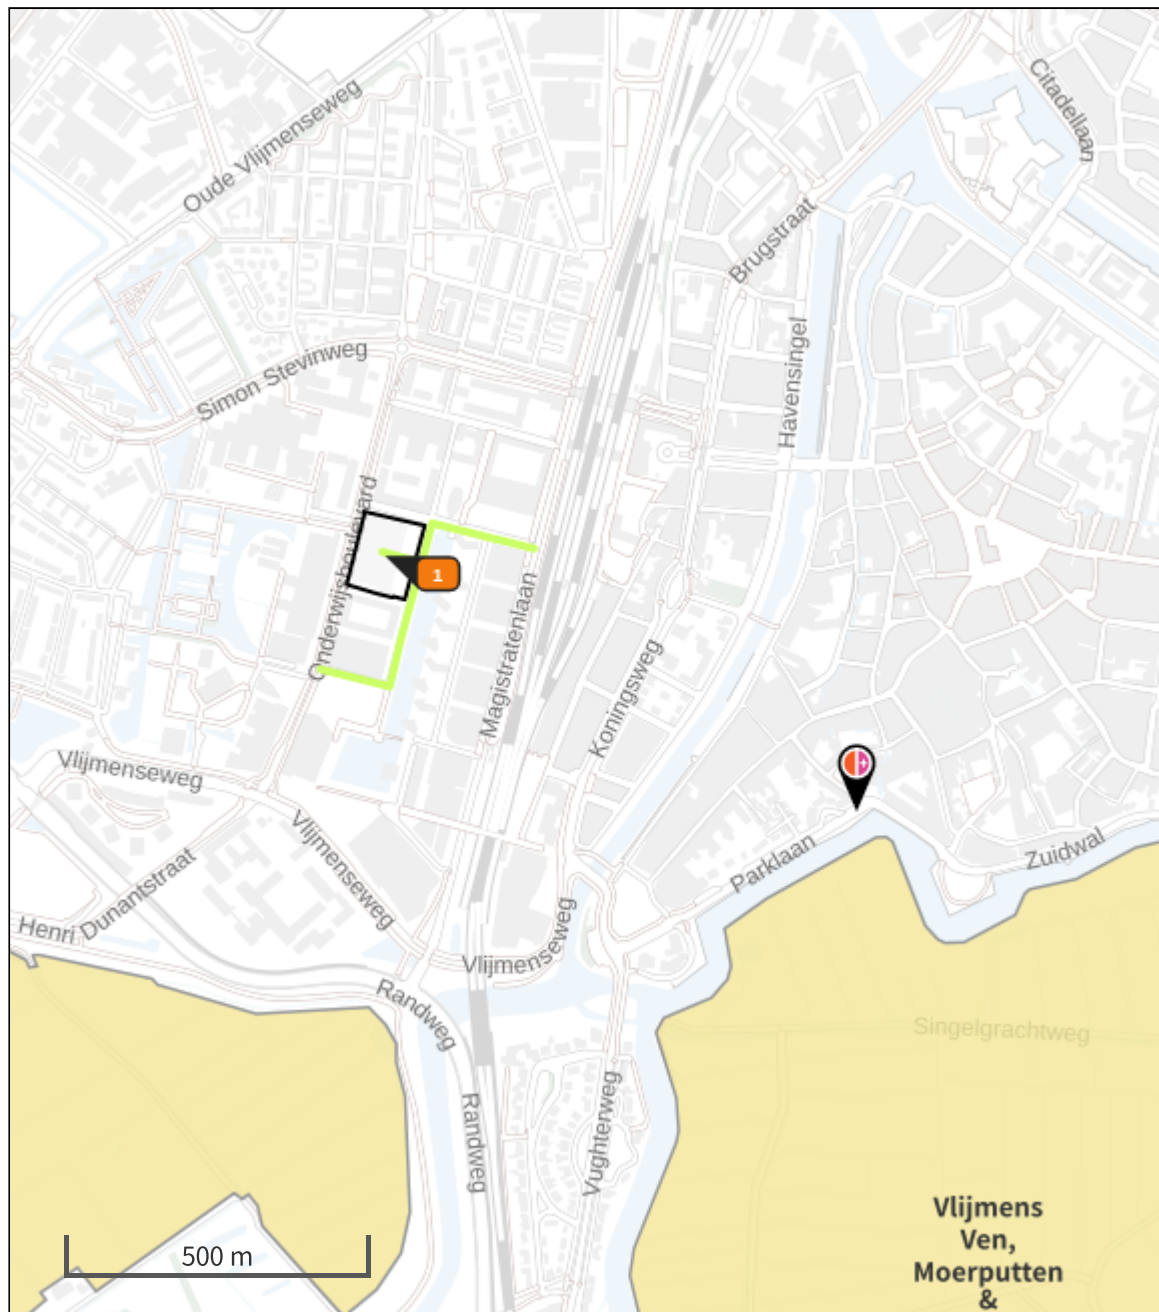 Citadellaan
Oude Vlijmenseweg
Brugstraat
Havensingel
Simon Stevinweg
Onderwijsboulevard
1
Magistratenlaan
Koningsweg
Vlijmenseweg
Vlijmenseweg
Parklaan
Zuidwal
Henri Dunantstraat
Vlijmenseweg
Randweg
Singelgrachtweg
Randweg
Vughterweg
500 m
Vlijmens
Ven,
Moerputten
&